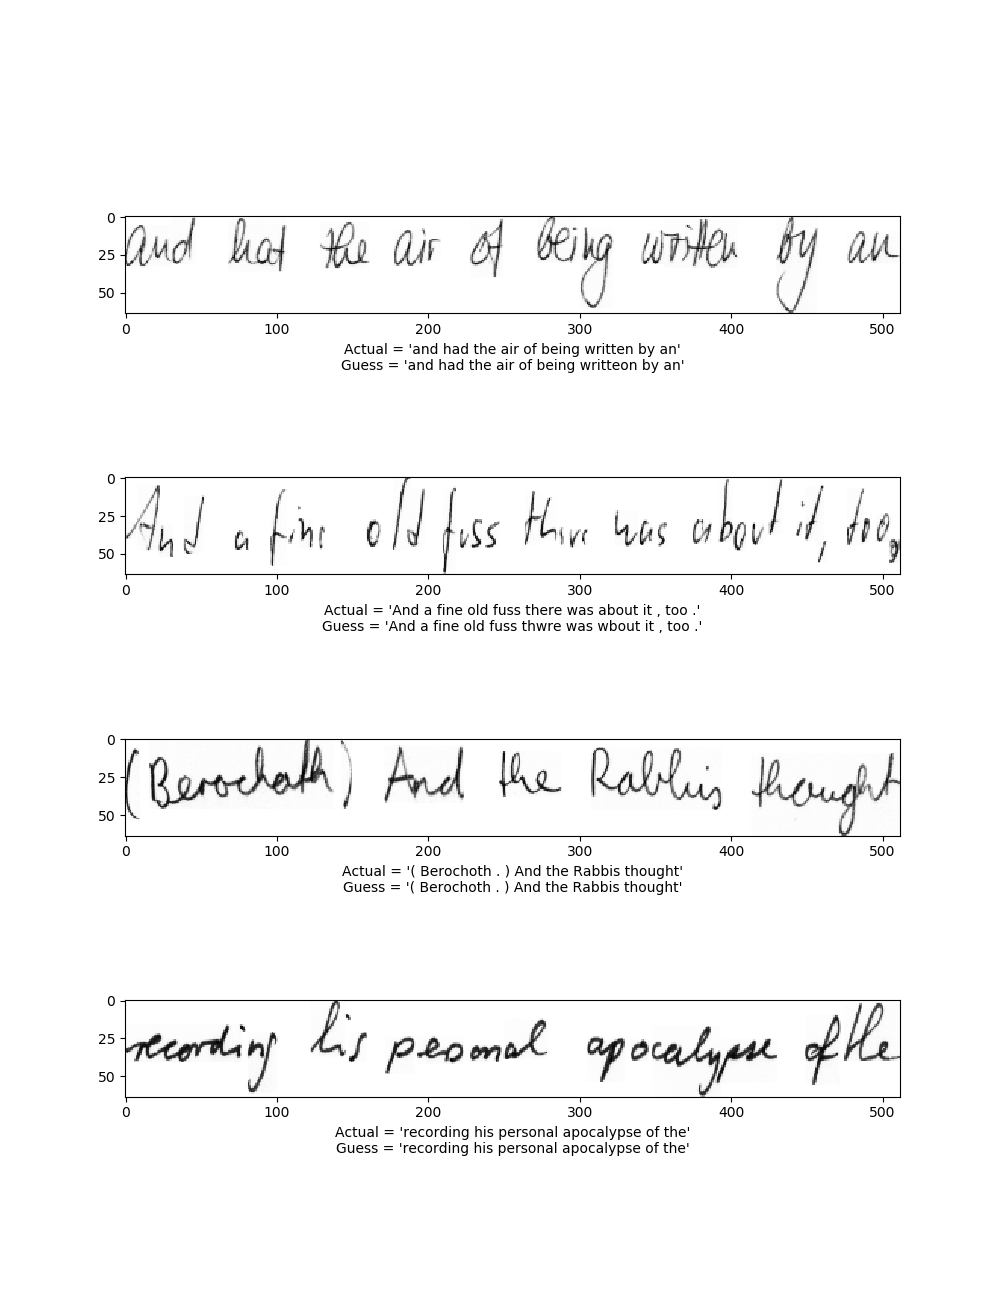 0
and hat the air of being written by an
25
50
0 100 200 300 400 500
Actual = 'and had the air of being written by an'
Guess = 'and had the air of being writteon by an'
0
And a fine old fuss there was about it, too.
25
50
0 100 200 300 400 500
Actual = 'And a fine old fuss there was about it , too .'
Guess = 'And a fine old fuss thwre was wbout it , too .'
0
(Berochoth) And the Rabbis thought
25
50
0 100 200 300 400 500
Actual = '( Berochoth . ) And the Rabbis thought'
Guess = '( Berochoth . ) And the Rabbis thought'
0
recording his pesonal apocalypse of the
25
50
0 100 200 300 400 500
Actual = 'recording his personal apocalypse of the'
Guess = 'recording his personal apocalypse of the'